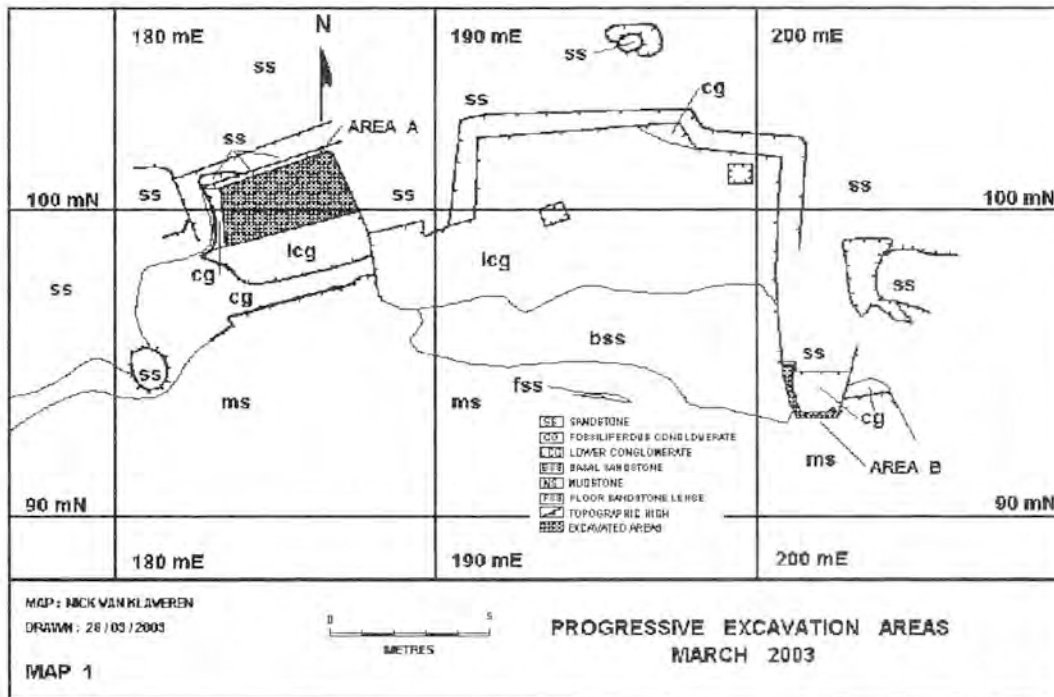 180 mE
N
190 mE
200 mE
ss
ss
cg
ss
AREA A
ss
ss
ss
ss
100 mN
100 mN
lcg
lcg
cg
cg
ss
ss
bss
ss
ss
fss
ms
ms
cg
ms
AREA B
SS SANDSTONE
CG FOSSILIFEROUS CONGLOMERATE
LCG LOWER CONGLOMERATE
BSS BASAL SANDSTONE
MS MUDSTONE
FSS FLOOR SANDSTONE LENSE
TOPOGRAPHIC HIGH
EXCAVATED AREAS
90 mN
90 mN
180 mE
190 mE
200 mE
MAP: NICK VAN KLAVEREN
DRAWN: 28/03/2003
MAP 1
0 5
METRES
PROGRESSIVE EXCAVATION AREAS
MARCH 2003